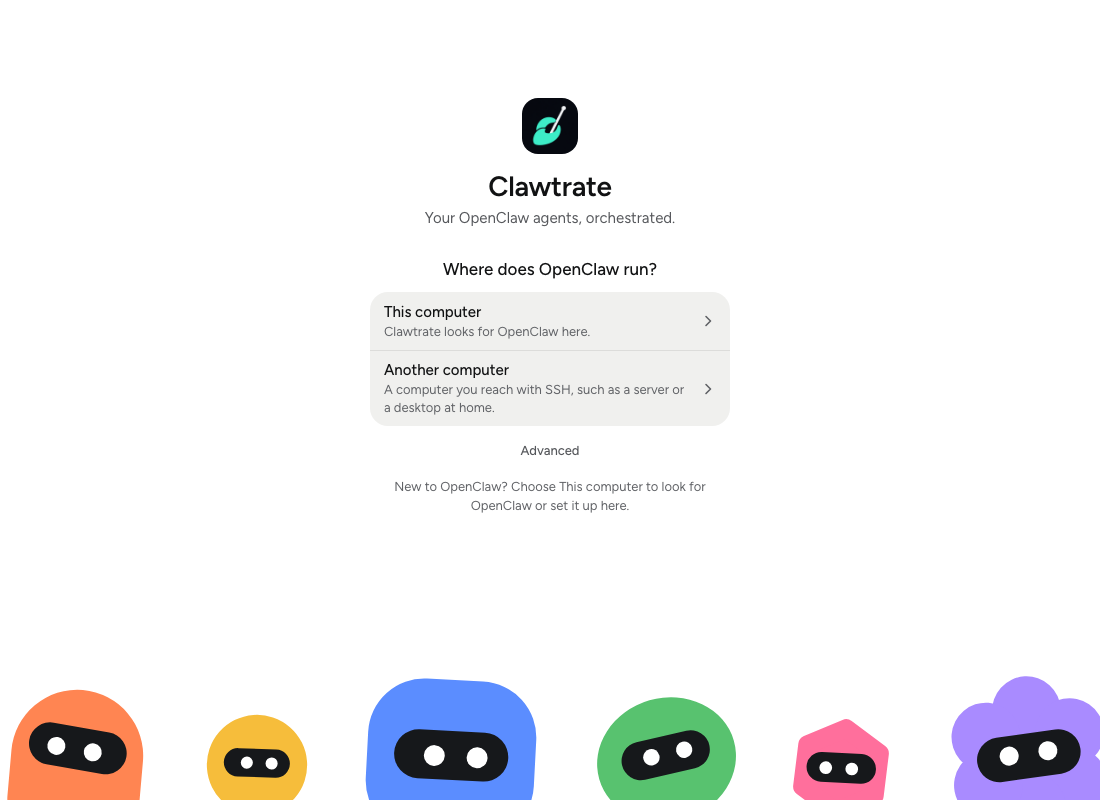 Clawtrate
Your OpenClaw agents, orchestrated.
Where does OpenClaw run?
This computer
Clawtrate looks for OpenClaw here.
Another computer
A computer you reach with SSH, such as a server or
a desktop at home.
Advanced
New to OpenClaw? Choose This computer to look for
OpenClaw or set it up here.